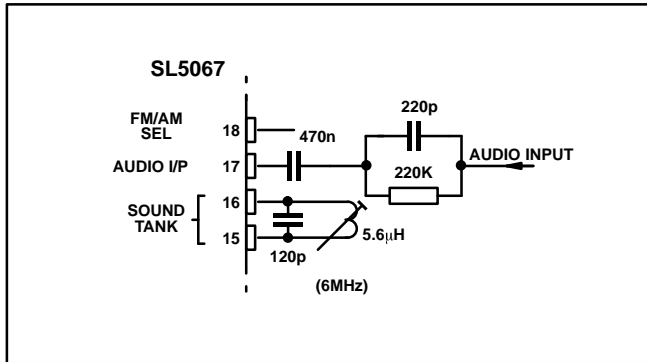 SL5067
FM/AM
SEL
18
470n
220p
AUDIO I/P
17
220K
AUDIO INPUT
SOUND
TANK
16
15
120p
5.6μH
(6MHz)